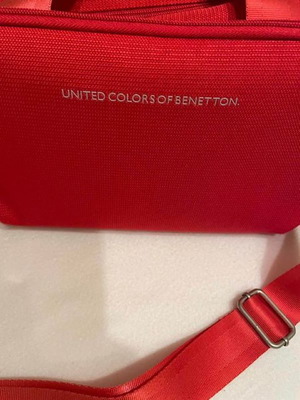 UNITED COLORS OF BENETTON.